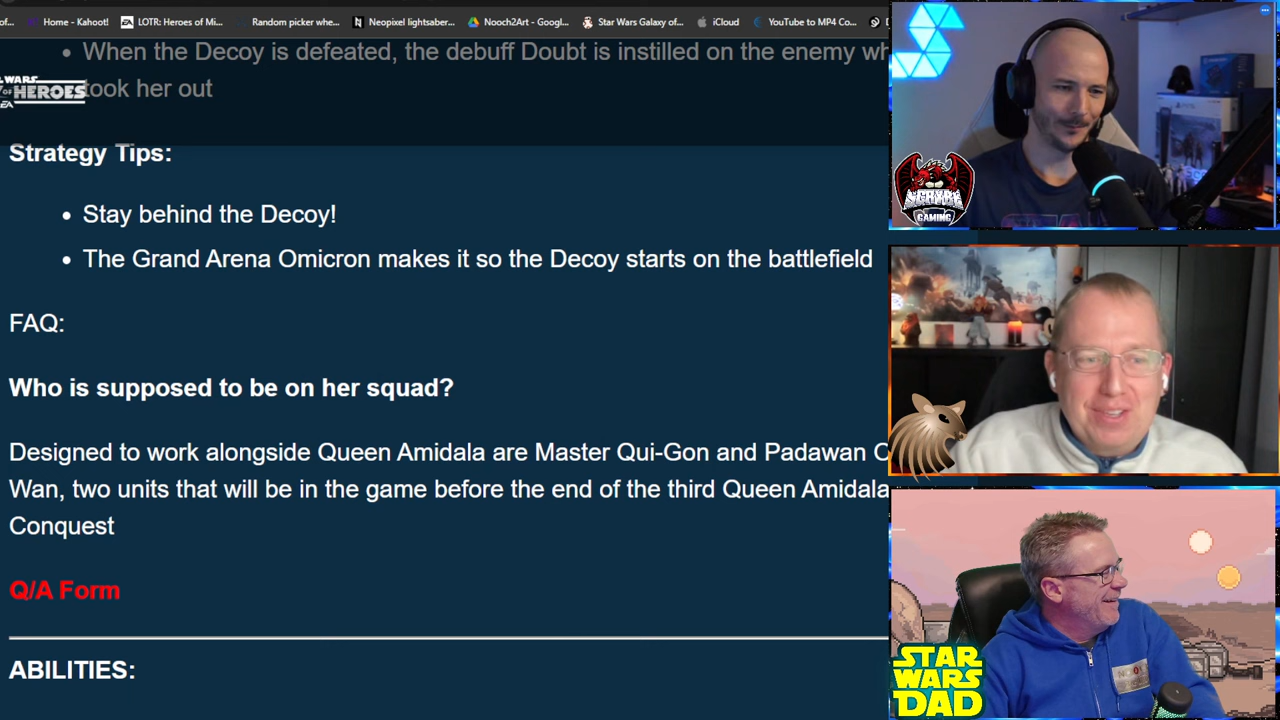 Home - Kahoot!
LOTR: Heroes of Mi...
Random picker whe...
Neopixel lightsaber...
Nooch2Art - Googl...
Star Wars Galaxy of...
iCloud
YouTube to MP4 Co...
When the Decoy is defeated, the debuff Doubt is instilled on the enemy wh
took her out
STAR WARS
HEROES
EA
Strategy Tips:
Stay behind the Decoy!
The Grand Arena Omicron makes it so the Decoy starts on the battlefield
FAQ:
Who is supposed to be on her squad?
Designed to work alongside Queen Amidala are Master Qui-Gon and Padawan O
Wan, two units that will be in the game before the end of the third Queen Amidala
Conquest
Q/A Form
ABILITIES:
SCRYBE
GAMING
STAR
WARS
DAD